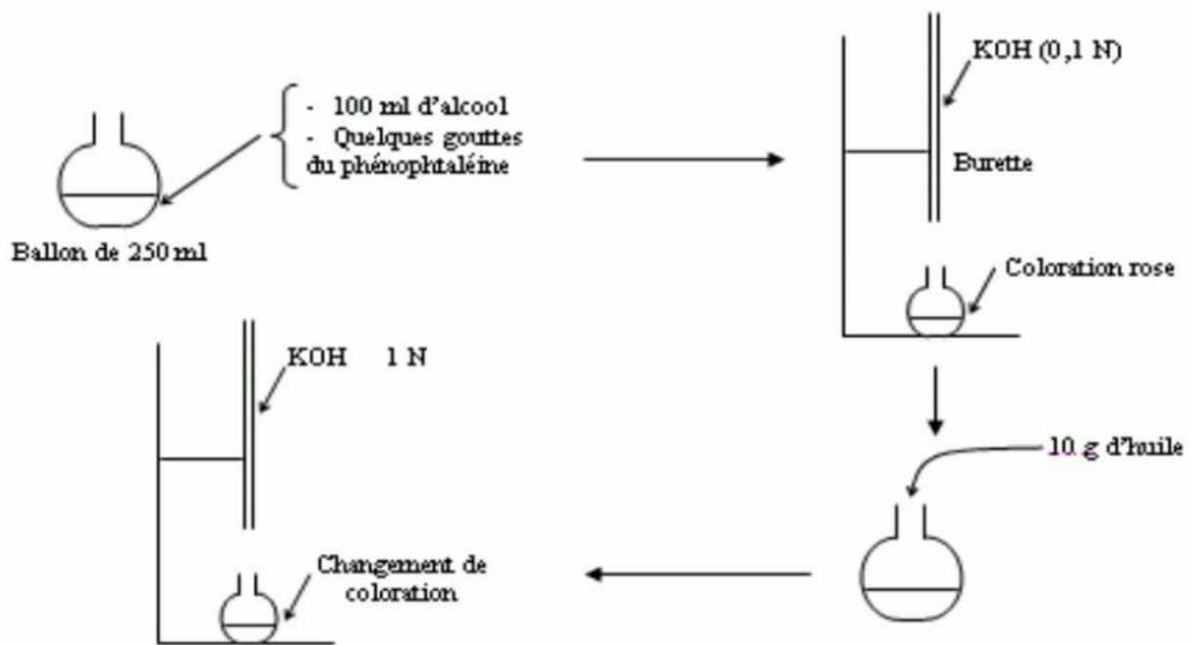 - 100 ml d'alcool
- Quelques gouttes
du phénophtaléine
Ballon de 250 ml
KOH (0,1 N)
Burette
Coloration rose
10 g d'huile
KOH 1 N
Changement de
coloration